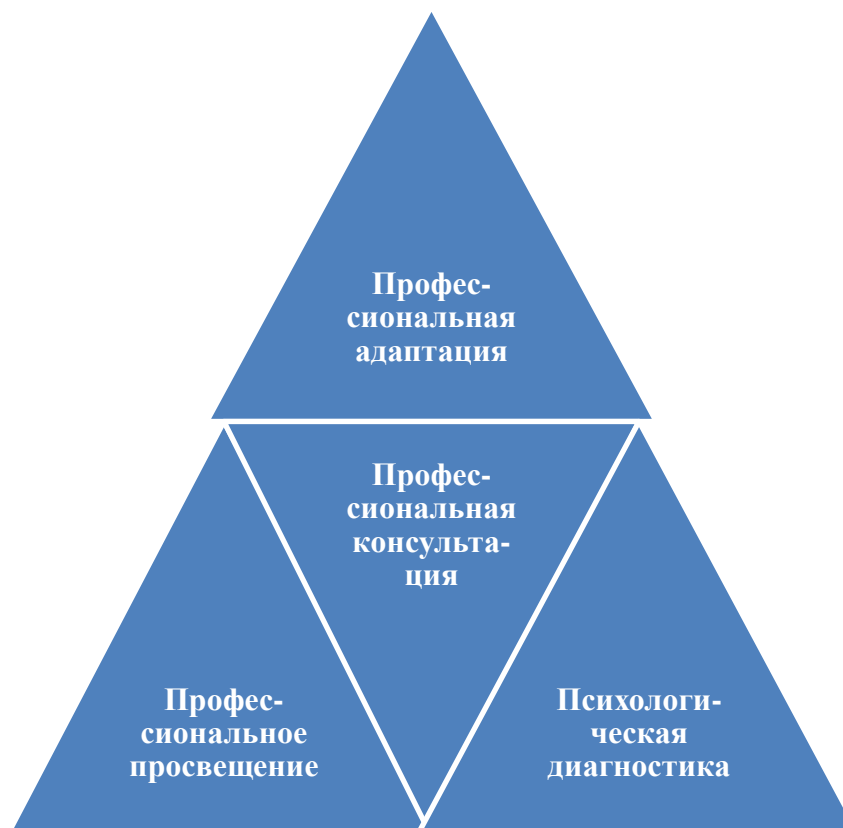 Профес-
сиональная
адаптация
Профес-
сиональная
консульта-
ция
Профес-
сиональное
просвещение
Психологи-
ческая
диагностика